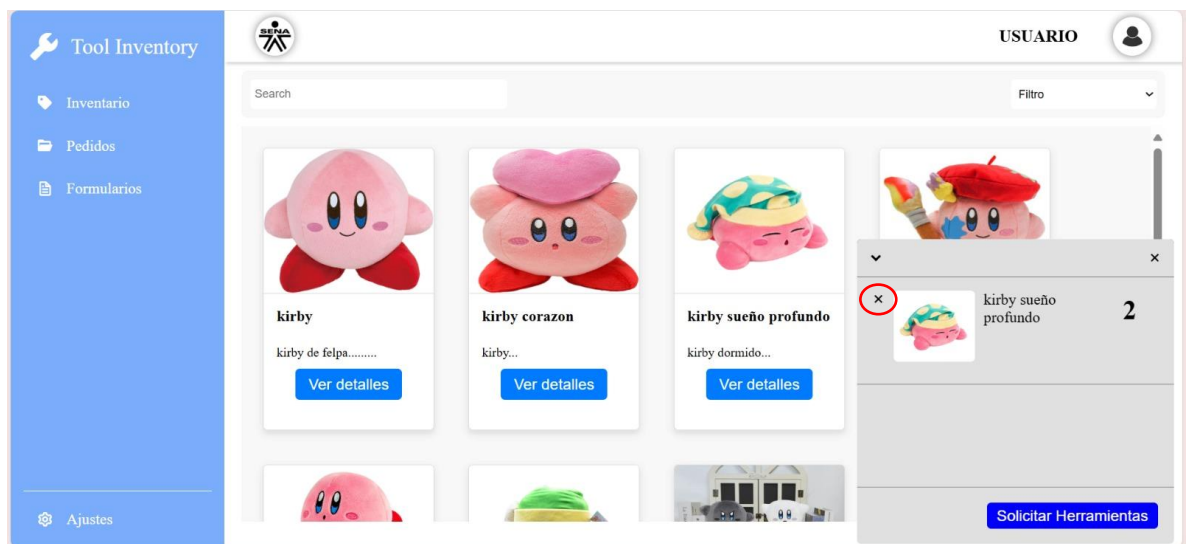 Tool Inventory
Inventario
Pedidos
Formularios
Ajustes
SENA
USUARIO
Search
Filtro
kirby
kirby de felpa.........
Ver detalles
kirby corazon
kirby...
Ver detalles
kirby sueño profundo
kirby dormido...
Ver detalles
kirby sueño
profundo
2
Solicitar Herramientas